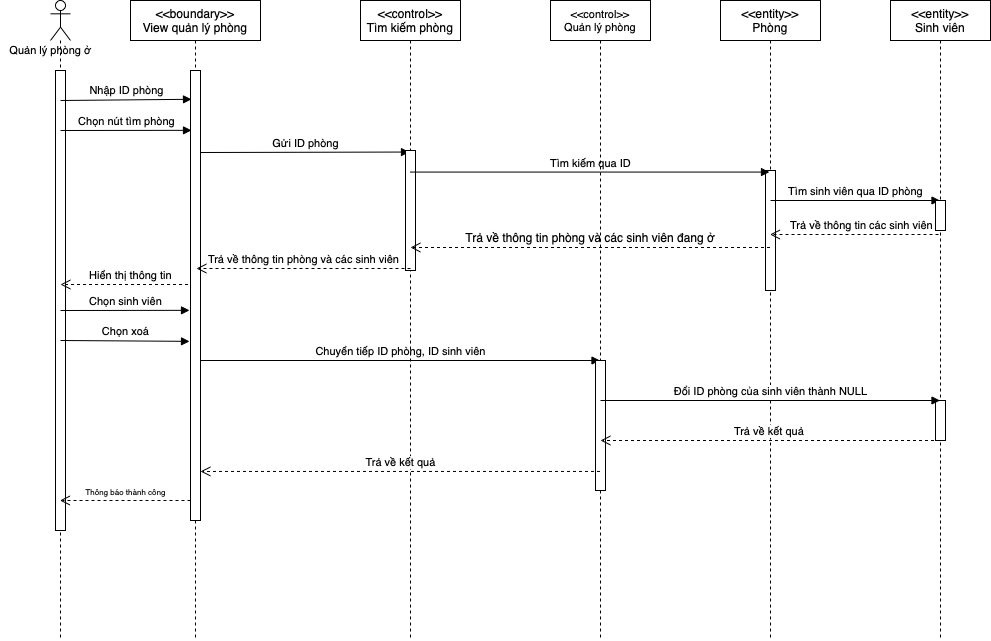 <<boundary>>
View quản lý phòng
<<control>>
Tìm kiếm phòng
<<control>>
Quản lý phòng
<<entity>>
Phòng
<<entity>>
Sinh viên
Quản lý phòng ở
Nhập ID phòng
Chọn nút tìm phòng
Gửi ID phòng
Tìm kiếm qua ID
Tìm sinh viên qua ID phòng
Trả về thông tin các sinh viên
Trả về thông tin phòng và các sinh viên đang ở
Trả về thông tin phòng và các sinh viên
Hiển thị thông tin
Chọn sinh viên
Chọn xoá
Chuyển tiếp ID phòng, ID sinh viên
Đổi ID phòng của sinh viên thành NULL
Trả về kết quả
Trả về kết quả
Thông báo thành công